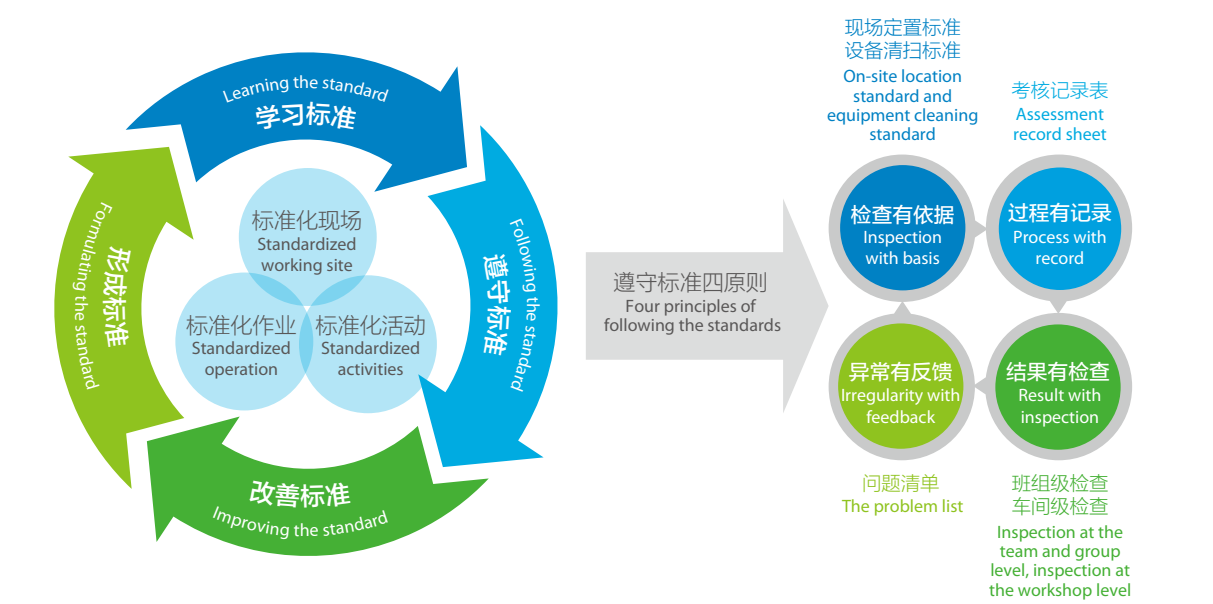 Learning the standard
学习标准
Following the standard
遵守标准
改善标准
Improving the standard
Formulating the standard
形成标准
标准化现场
Standardized
working site
标准化作业
Standardized
operation
标准化活动
Standardized
activities
遵守标准四原则
Four principles of
following the standards
现场定置标准
设备清扫标准
On-site location
standard and
equipment cleaning
standard
考核记录表
Assessment
record sheet
检查有依据
Inspection
with basis
过程有记录
Process with
record
异常有反馈
Irregularity with
feedback
结果有检查
Result with
inspection
问题清单
The problem list
班组级检查
车间级检查
Inspection at the
team and group
level, inspection at
the workshop level